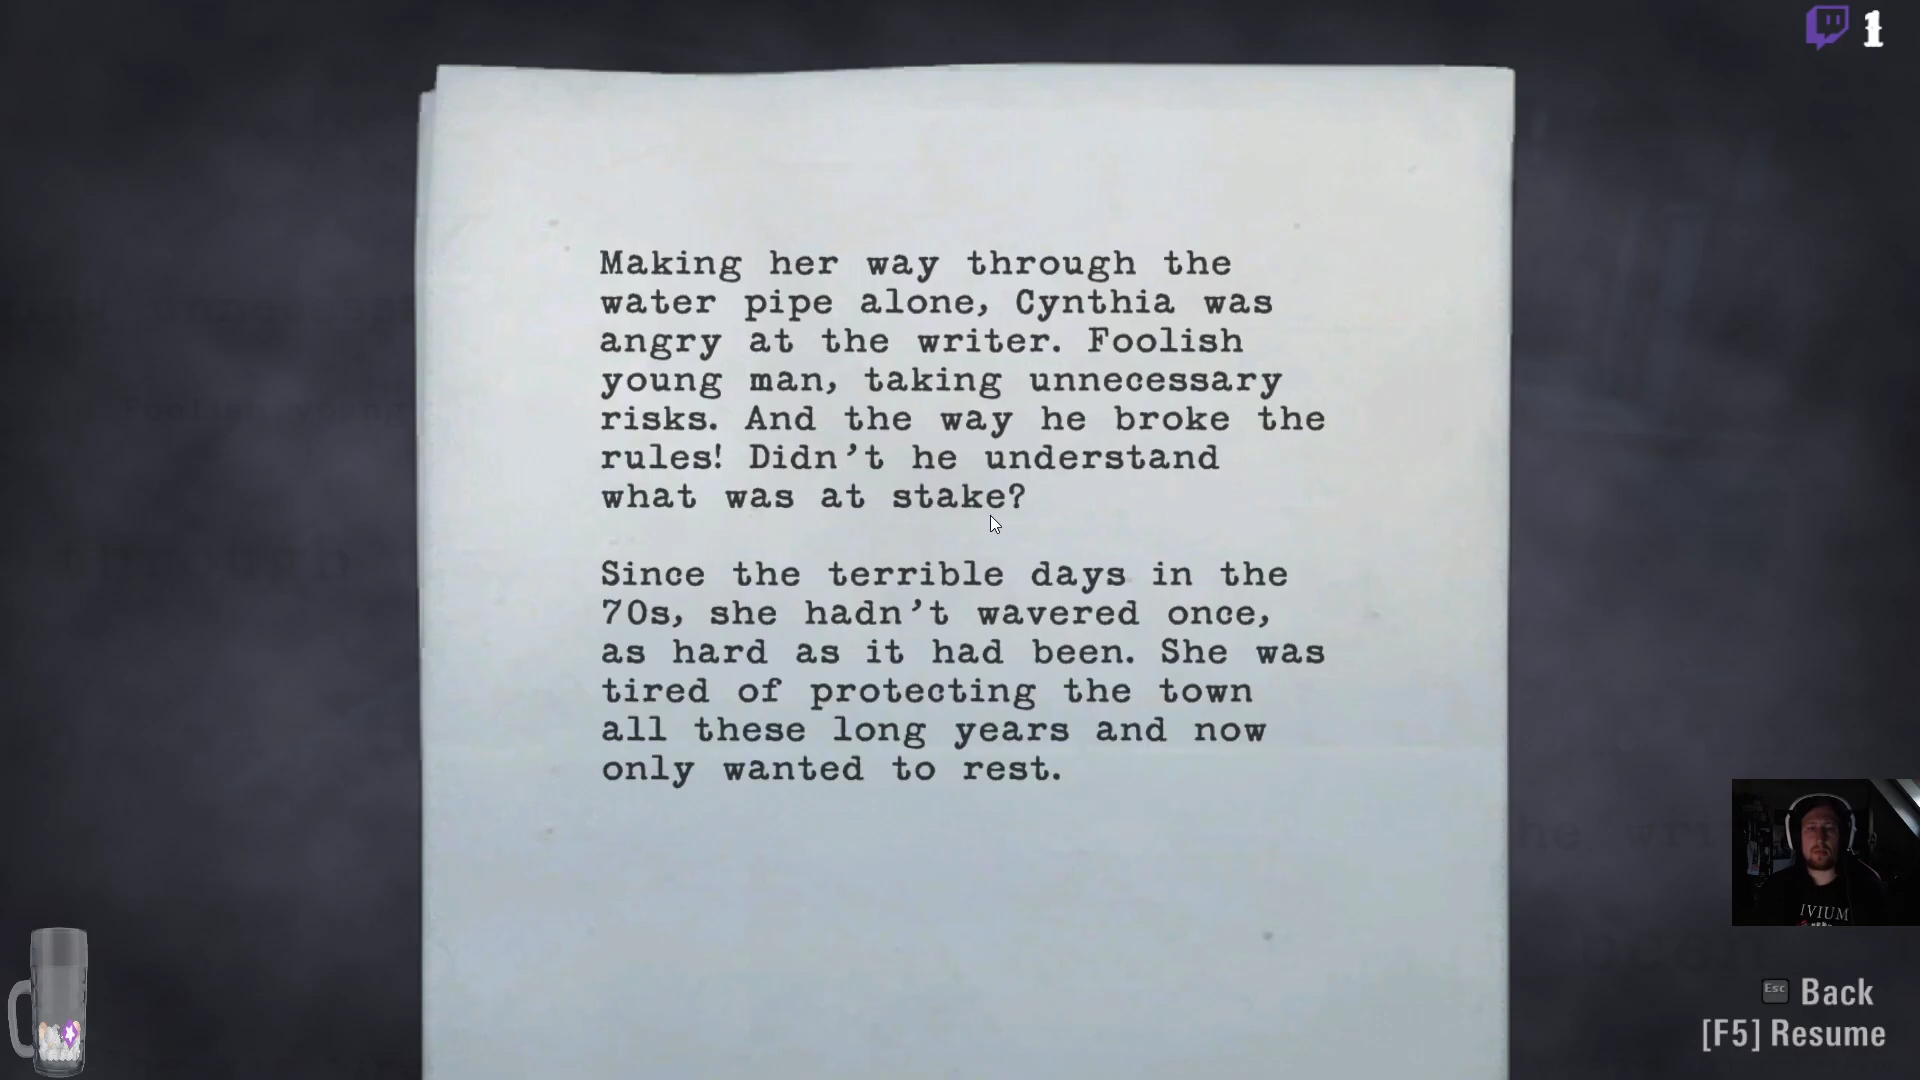 1
Making her way through the
water pipe alone, Cynthia was
angry at the writer. Foolish
young man, taking unnecessary
risks. And the way he broke the
rules! Didn't he understand
what was at stake?
Since the terrible days in the
70s, she hadn't wavered once,
as hard as it had been. She was
tired of protecting the town
all these long years and now
only wanted to rest.
IVIUM
Esc Back
[F5] Resume